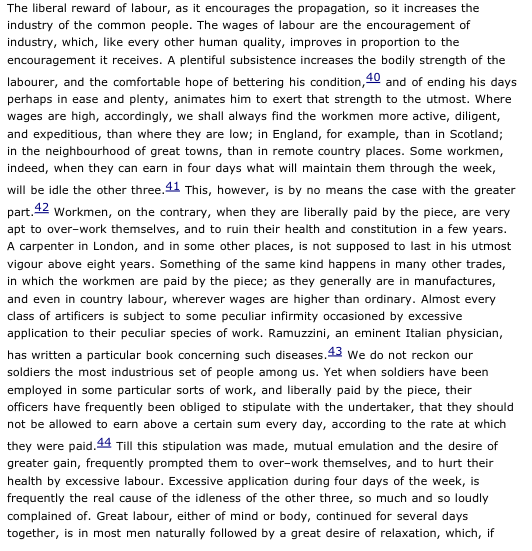 The liberal reward of labour, as it encourages the propagation, so it increases the
industry of the common people. The wages of labour are the encouragement of
industry, which, like every other human quality, improves in proportion to the
encouragement it receives. A plentiful subsistence increases the bodily strength of the
labourer, and the comfortable hope of bettering his condition,40 and of ending his days
perhaps in ease and plenty, animates him to exert that strength to the utmost. Where
wages are high, accordingly, we shall always find the workmen more active, diligent,
and expeditious, than where they are low; in England, for example, than in Scotland;
in the neighbourhood of great towns, than in remote country places. Some workmen,
indeed, when they can earn in four days what will maintain them through the week,
will be idle the other three.41 This, however, is by no means the case with the greater
part.42 Workmen, on the contrary, when they are liberally paid by the piece, are very
apt to over–work themselves, and to ruin their health and constitution in a few years.
A carpenter in London, and in some other places, is not supposed to last in his utmost
vigour above eight years. Something of the same kind happens in many other trades,
in which the workmen are paid by the piece; as they generally are in manufactures,
and even in country labour, wherever wages are higher than ordinary. Almost every
class of artificers is subject to some peculiar infirmity occasioned by excessive
application to their peculiar species of work. Ramuzzini, an eminent Italian physician,
has written a particular book concerning such diseases.43 We do not reckon our
soldiers the most industrious set of people among us. Yet when soldiers have been
employed in some particular sorts of work, and liberally paid by the piece, their
officers have frequently been obliged to stipulate with the undertaker, that they should
not be allowed to earn above a certain sum every day, according to the rate at which
they were paid.44 Till this stipulation was made, mutual emulation and the desire of
greater gain, frequently prompted them to over–work themselves, and to hurt their
health by excessive labour. Excessive application during four days of the week, is
frequently the real cause of the idleness of the other three, so much and so loudly
complained of. Great labour, either of mind or body, continued for several days
together, is in most men naturally followed by a great desire of relaxation, which, if